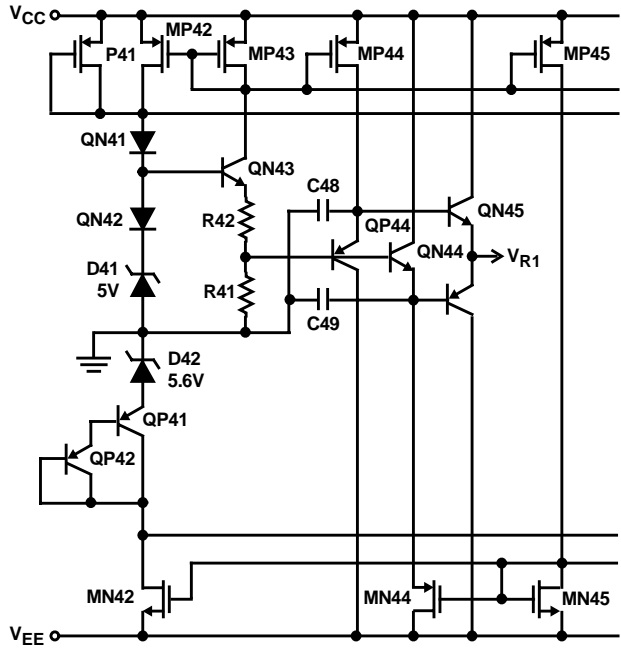 VCC
MP42
P41
MP43
MP44
MP45
QN41
QN43
C48
QN45
QN42
R42
QP44
QN44
VR1
D41
5V
R41
C49
D42
5.6V
QP41
QP42
MN42
MN44
MN45
VEE